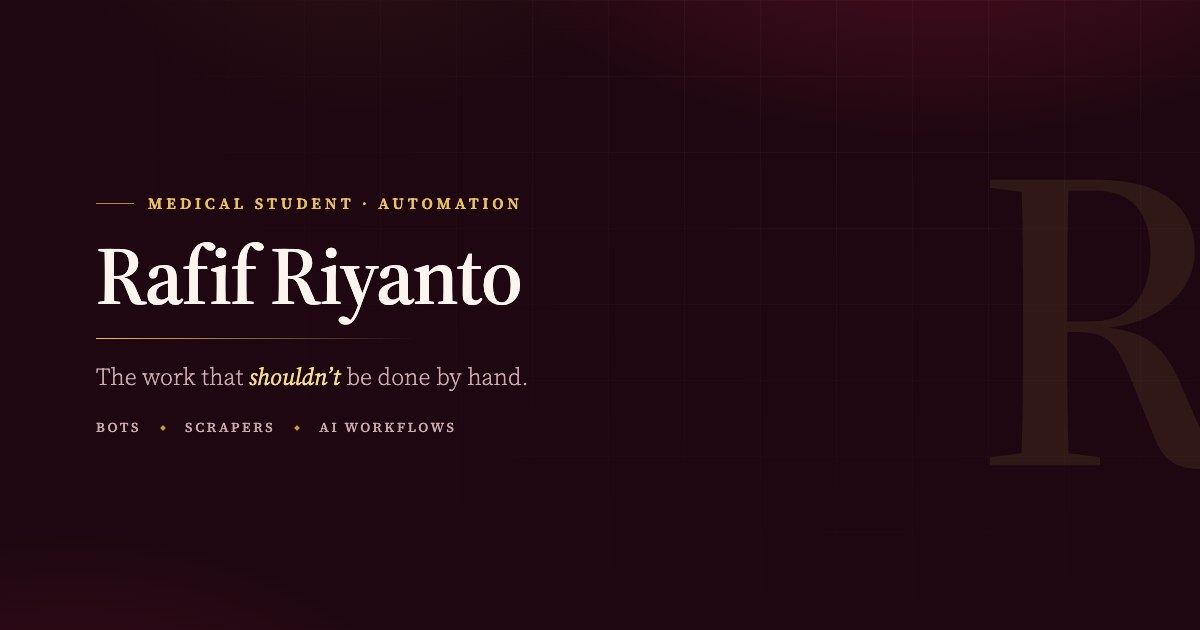 MEDICAL STUDENT · AUTOMATION
Rafif Riyanto
The work that shouldn't be done by hand.
BOTS ◆ SCRAPERS ◆ AI WORKFLOWS
R